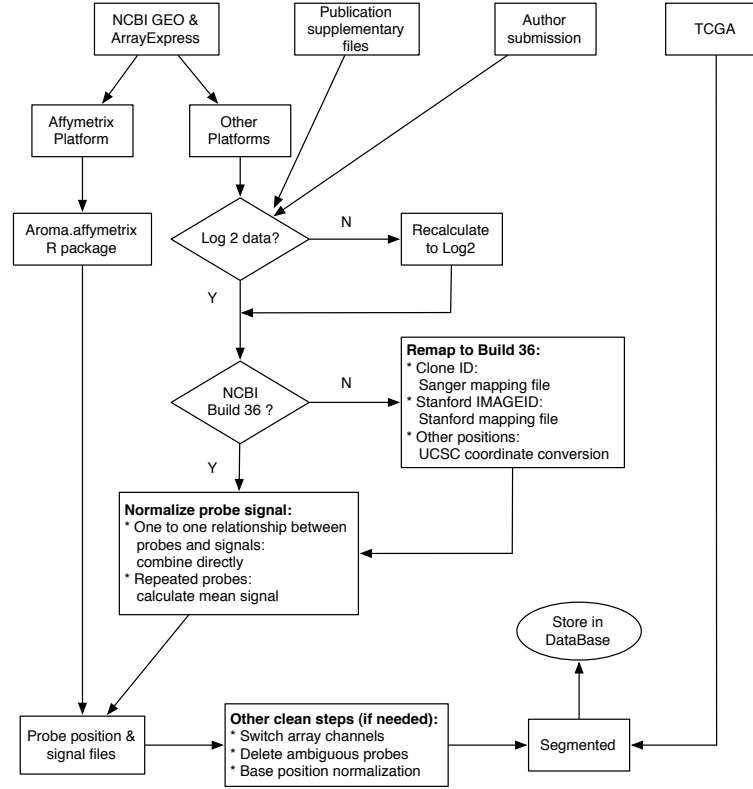 NCBI GEO &
ArrayExpress
Publication
supplementary
files
Author
submission
TCGA
Affymetrix
Platform
Other
Platforms
Aroma.affymetrix
R package
Log 2 data?
N
Recalculate
to Log2
Y
NCBI
Build 36 ?
N
Remap to Build 36:
* Clone ID:
Sanger mapping file
* Stanford IMAGEID:
Stanford mapping file
* Other positions:
UCSC coordinate conversion
Y
Normalize probe signal:
* One to one relationship between
probes and signals:
combine directly
* Repeated probes:
calculate mean signal
Store in
DataBase
Probe position &
signal files
Other clean steps (if needed):
* Switch array channels
* Delete ambiguous probes
* Base position normalization
Segmented